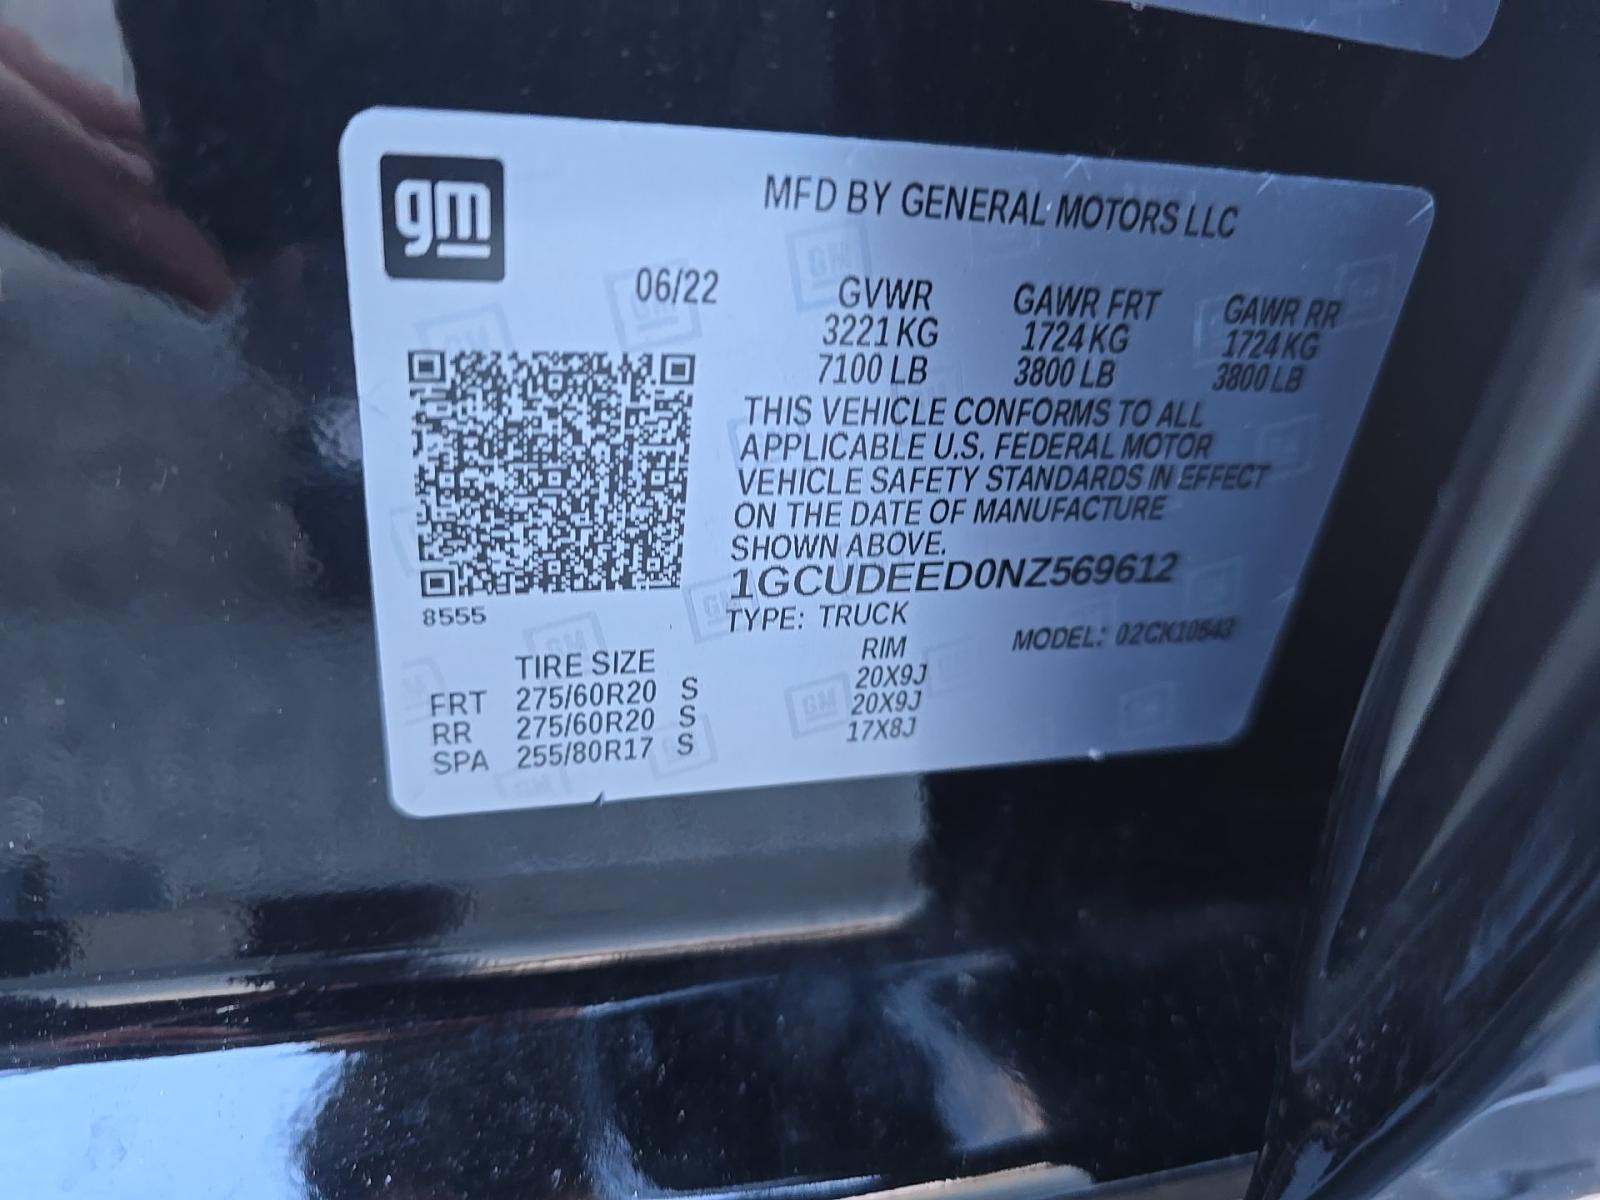 gm
MFD BY GENERAL MOTORS LLC
06/22 GVWR GAWR FRT GAWR RR
3221 KG 1724 KG 1724 KG
7100 LB 3800 LB 3800 LB
THIS VEHICLE CONFORMS TO ALL
APPLICABLE U.S. FEDERAL MOTOR
VEHICLE SAFETY STANDARDS IN EFFECT
ON THE DATE OF MANUFACTURE
SHOWN ABOVE.
1GCUDEED0NZ569612
8555
TYPE: TRUCK
MODEL: 02CK10543
TIRE SIZE RIM
FRT 275/60R20 S 20X9J
RR 275/60R20 S 20X9J
SPA 255/80R17 S 17X8J